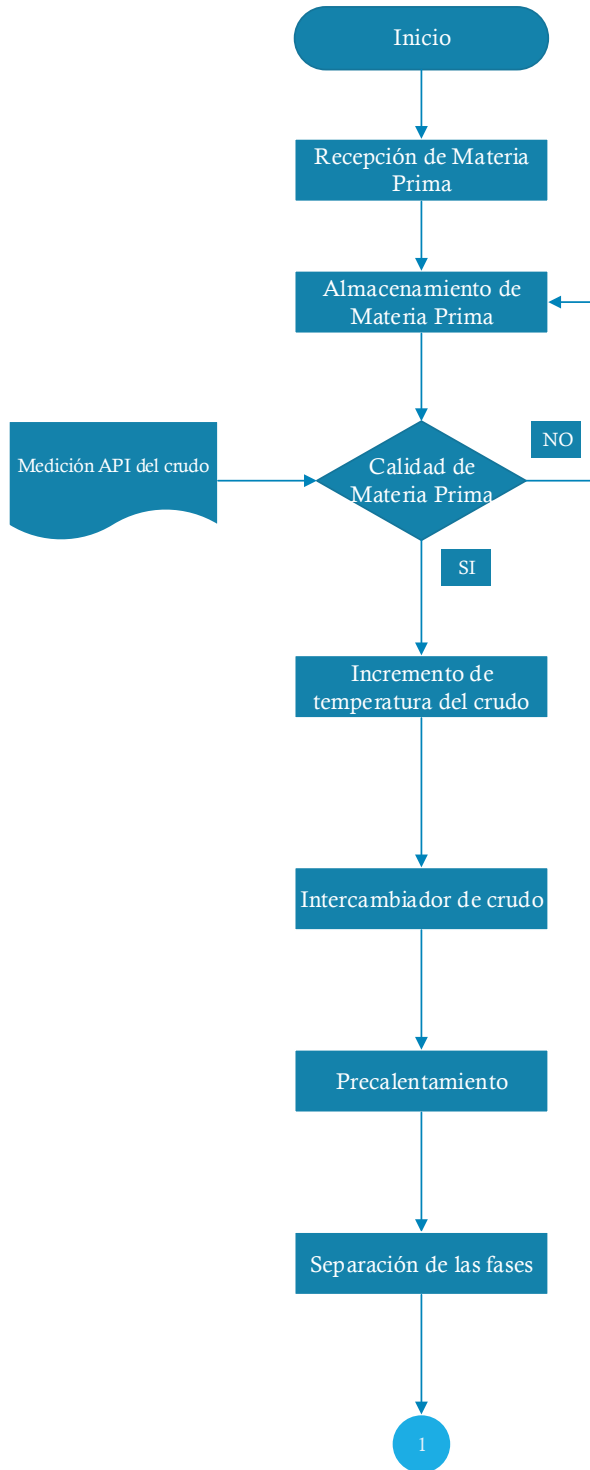 Inicio
Recepción de Materia
Prima
Almacenamiento de
Materia Prima
Medición API del crudo
Calidad de
Materia Prima
NO
SI
Incremento de
temperatura del crudo
Intercambiador de crudo
Precalentamiento
Separación de las fases
1